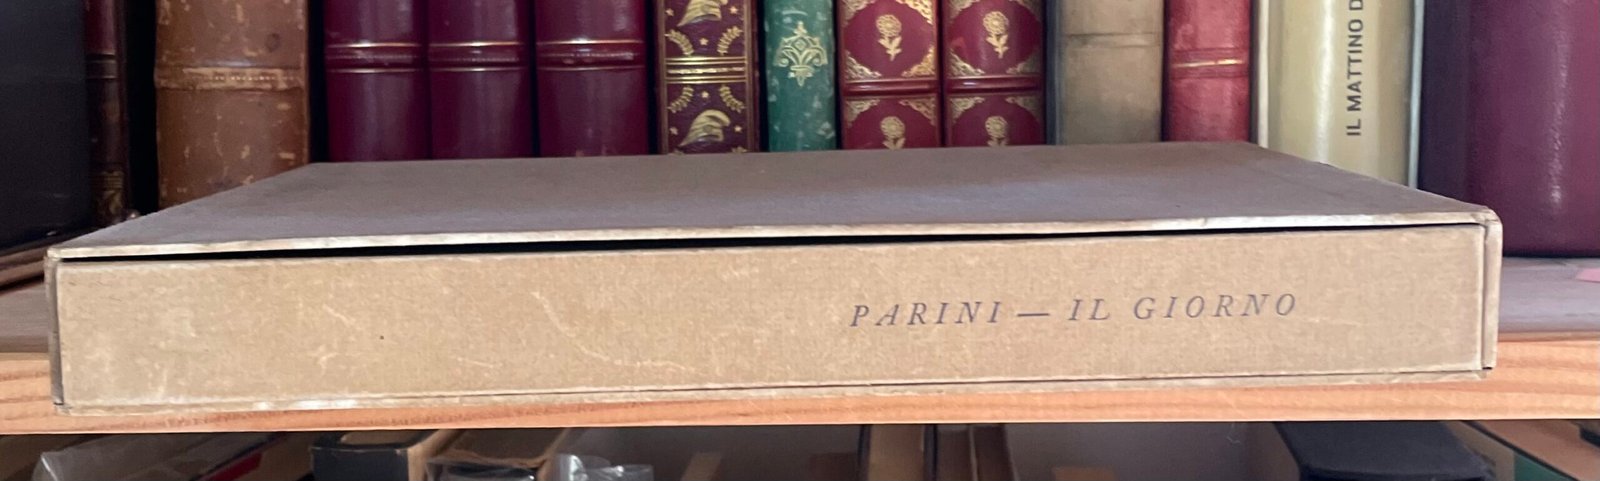 IL MATTINO D
PARINI — IL GIORNO